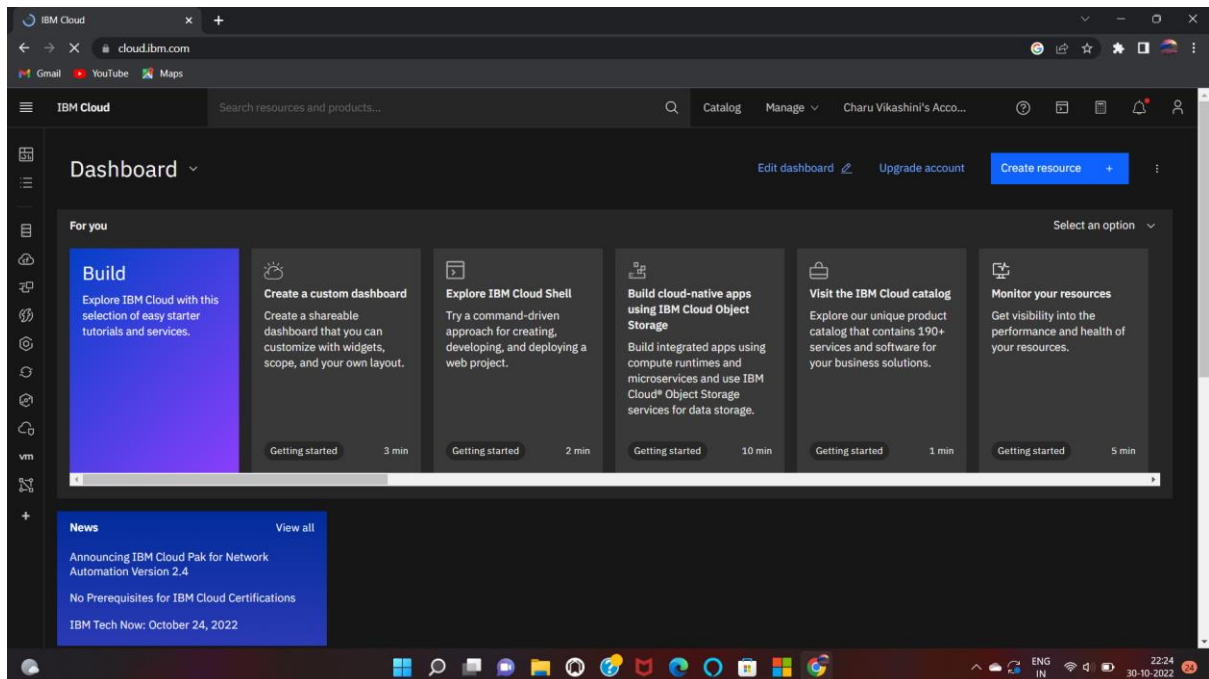 IBM Cloud
cloud.ibm.com
Gmail YouTube Maps
IBM Cloud Search resources and products... Catalog Manage Charu Vikashini's Acco...
Dashboard Edit dashboard Upgrade account Create resource +
For you Select an option
Build
Explore IBM Cloud with this
selection of easy starter
tutorials and services.
Create a custom dashboard
Create a shareable
dashboard that you can
customize with widgets,
scope, and your own layout.
Getting started 3 min
Explore IBM Cloud Shell
Try a command-driven
approach for creating,
developing, and deploying a
web project.
Getting started 2 min
Build cloud-native apps
using IBM Cloud Object
Storage
Build integrated apps using
compute runtimes and
microservices and use IBM
Cloud® Object Storage
services for data storage.
Getting started 10 min
Visit the IBM Cloud catalog
Explore our unique product
catalog that contains 190+
services and software for
your business solutions.
Getting started 1 min
Monitor your resources
Get visibility into the
performance and health of
your resources.
Getting started 5 min
vm
News View all
Announcing IBM Cloud Pak for Network
Automation Version 2.4
No Prerequisites for IBM Cloud Certifications
IBM Tech Now: October 24, 2022
ENG
IN
22:24
30-10-2022
24